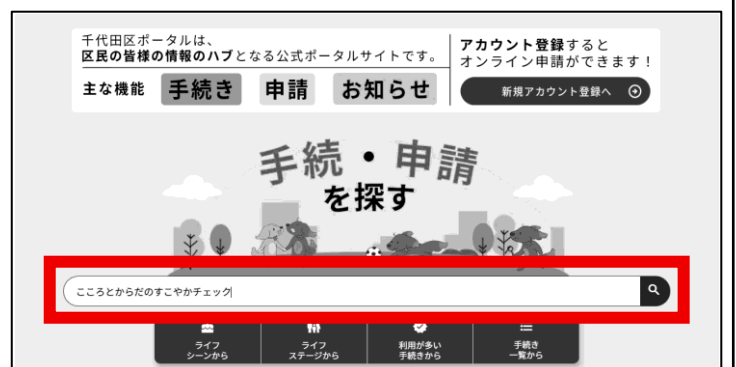 千代田区ポータルは、
区民の皆様の情報のハブとなる公式ポータルサイトです。
主な機能 手続き 申請 お知らせ
アカウント登録すると
オンライン申請ができます！
新規アカウント登録へ
手続・申請
を探す
こころとからだのすこやかチェック
ライフ
シーンから
ライフ
ステージから
利用が多い
手続きから
手続き
一覧から